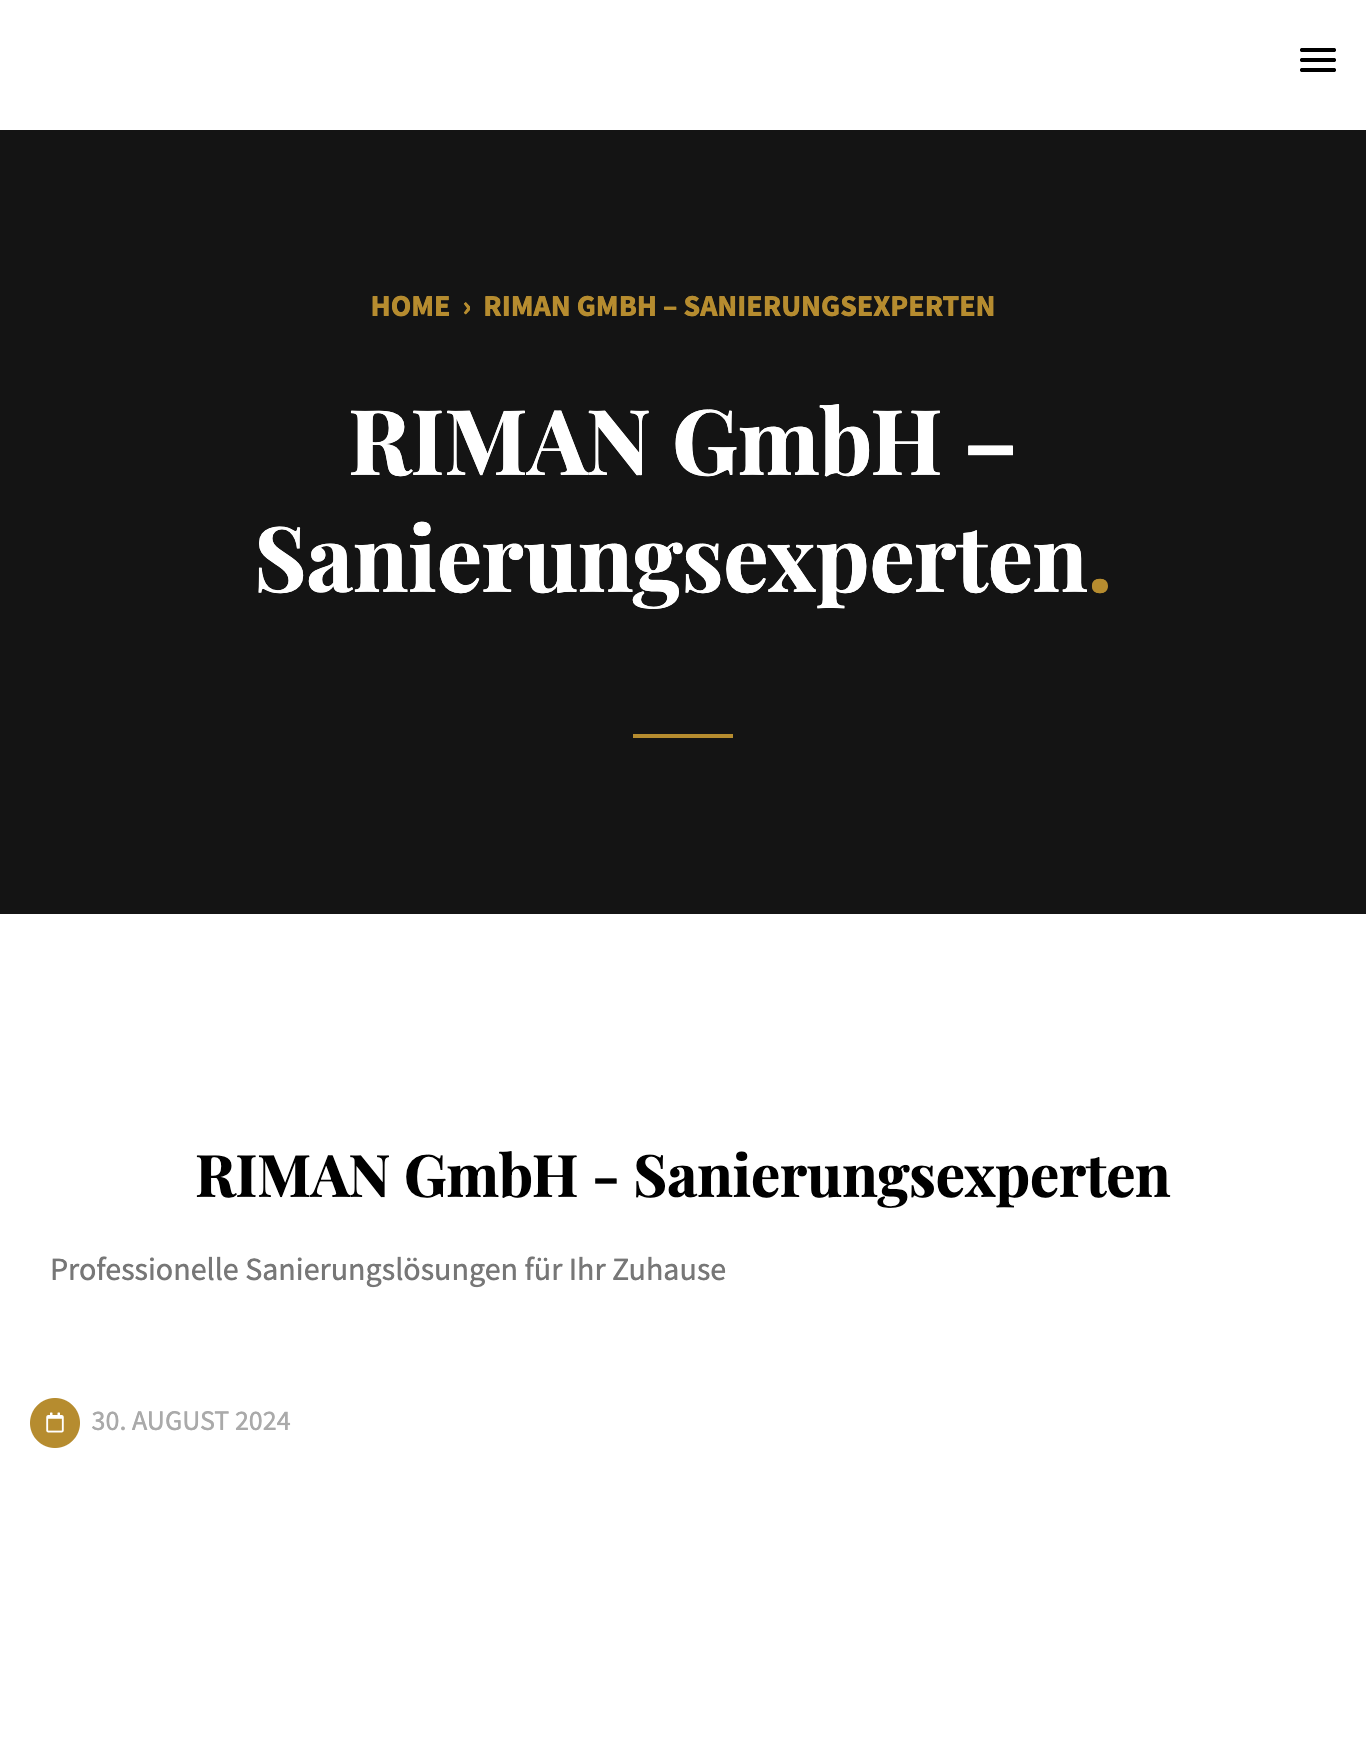 HOME › RIMAN GMBH – SANIERUNGSEXPERTEN
RIMAN GmbH –
Sanierungsexperten.
RIMAN GmbH - Sanierungsexperten
Professionelle Sanierungslösungen für Ihr Zuhause
30. AUGUST 2024